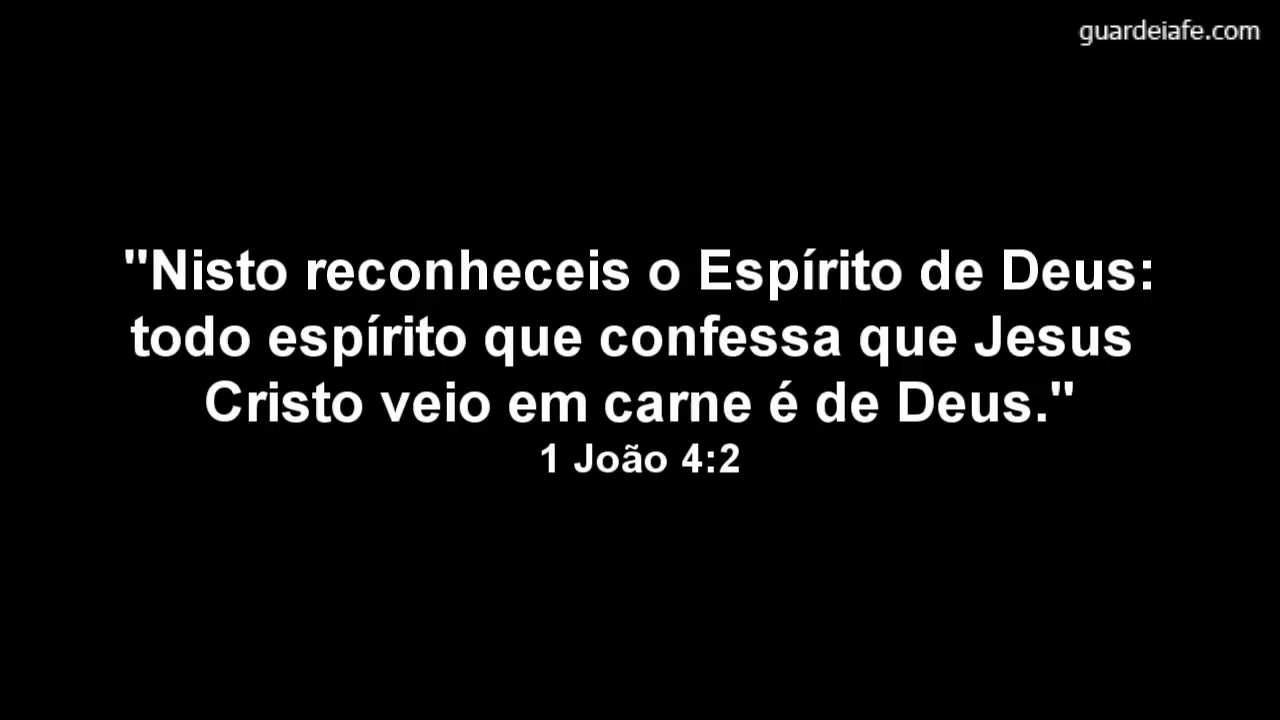 guardeiafe.com
"Nisto reconheceis o Espírito de Deus:
todo espírito que confessa que Jesus
Cristo veio em carne é de Deus."
1 João 4:2